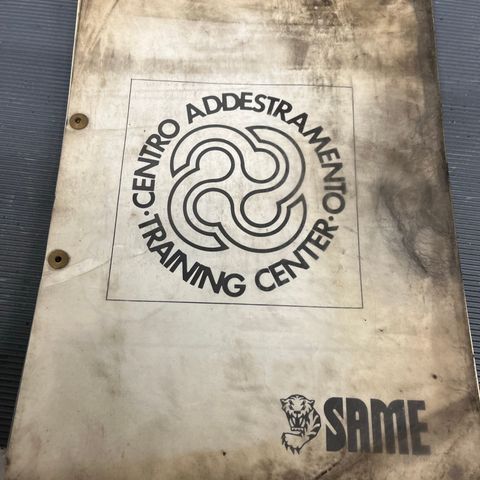 · CENTRO ADDESTRAMENTO ·
TRAINING CENTER
SAME